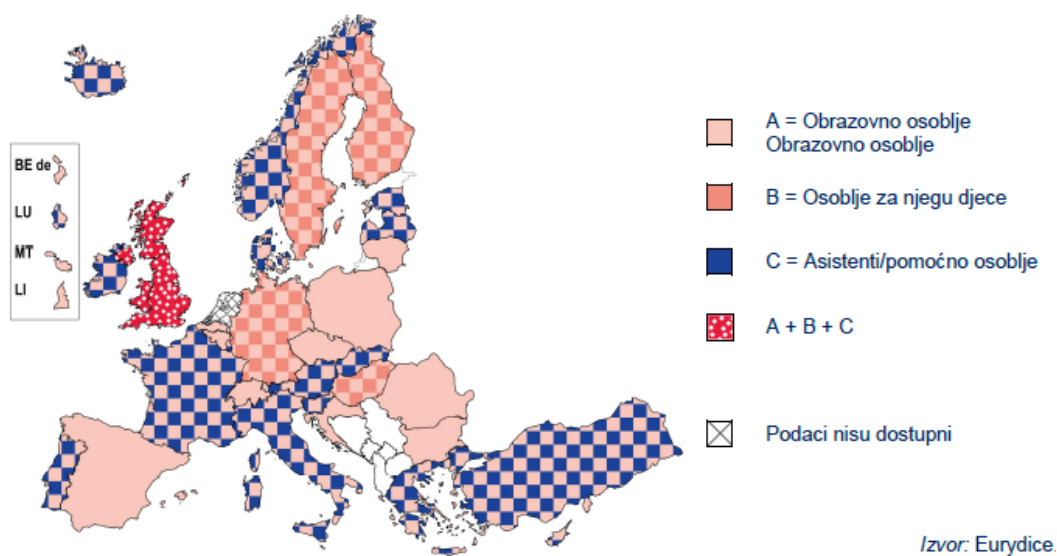 BE de
LU
MT
LI
A = Obrazovno osoblje
Obrazovno osoblje
B = Osoblje za njegu djece
C = Asistenti/pomoćno osoblje
A + B + C
Podaci nisu dostupni
Izvor: Eurydice.